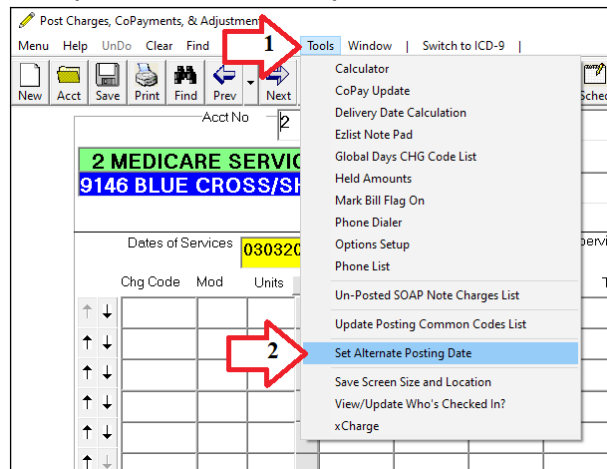 Post Charges, CoPayments, & Adjustmen
Menu Help UnDo Clear Find 1 Tools Window | Switch to ICD-9 |
New Acct Save Print Find Prev Next Sched
Calculator
CoPay Update
Delivery Date Calculation
Ezlist Note Pad
Global Days CHG Code List
Held Amounts
Mark Bill Flag On
Phone Dialer
Options Setup
Phone List
Un-Posted SOAP Note Charges List
Update Posting Common Codes List
Set Alternate Posting Date
Save Screen Size and Location
View/Update Who's Checked In?
xCharge
Acct No 2
2 MEDICARE SERVIC
9146 BLUE CROSS/SH
Dates of Services 030320 pervi
Chg Code Mod Units T
2